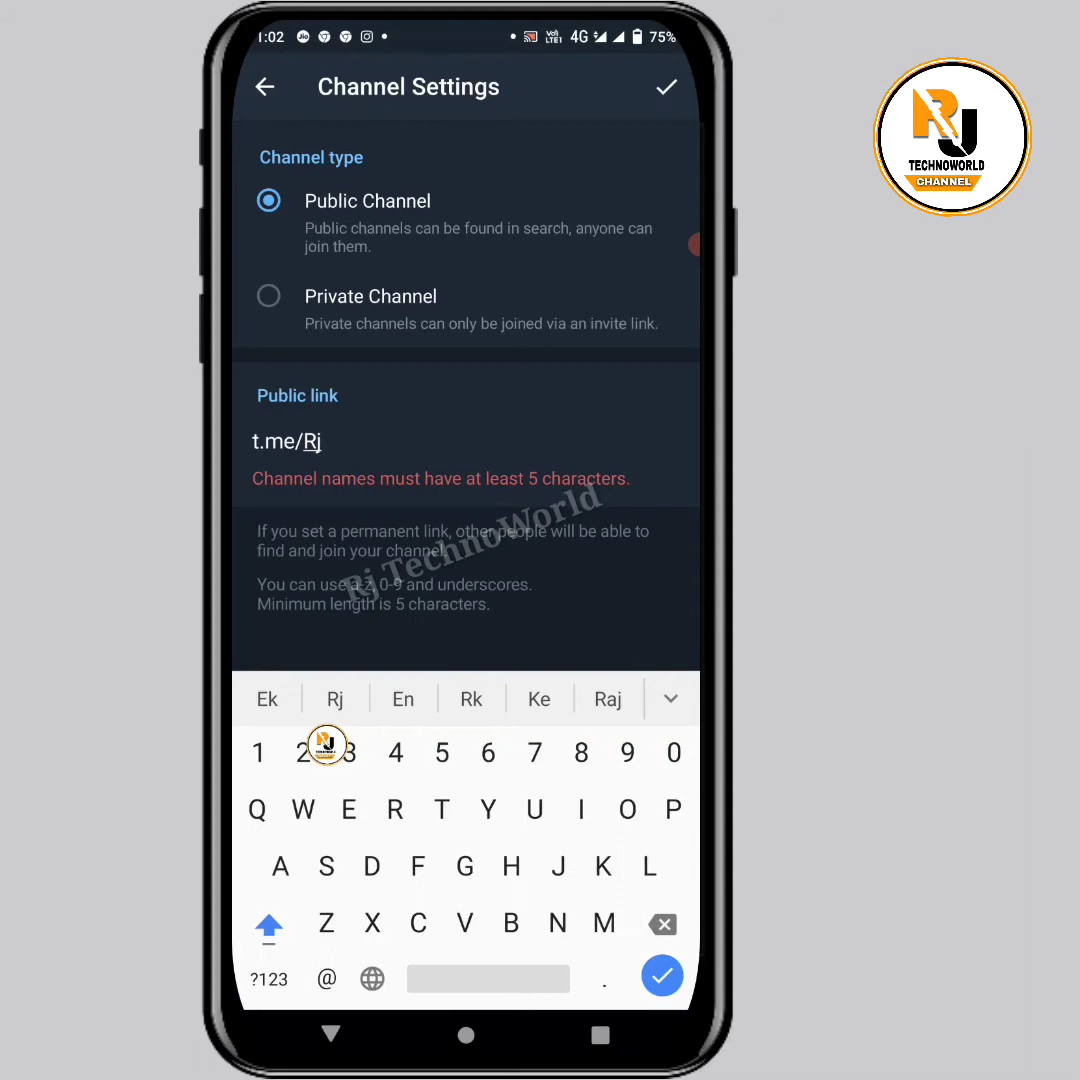 1:02
Vol LTE1 4G 75%
Channel Settings
RJ
TECHNOWORLD
CHANNEL
Channel type
Public Channel
Public channels can be found in search, anyone can
join them.
Private Channel
Private channels can only be joined via an invite link.
Public link
t.me/Rj
Channel names must have at least 5 characters.
If you set a permanent link, other people will be able to
find and join your channel.
You can use a-z, 0-9 and underscores.
Minimum length is 5 characters.
Rj TechnoWorld
Ek Rj En Rk Ke Raj
1 2 3 4 5 6 7 8 9 0
RJ
Q W E R T Y U I O P
A S D F G H J K L
Z X C V B N M
?123 @ .